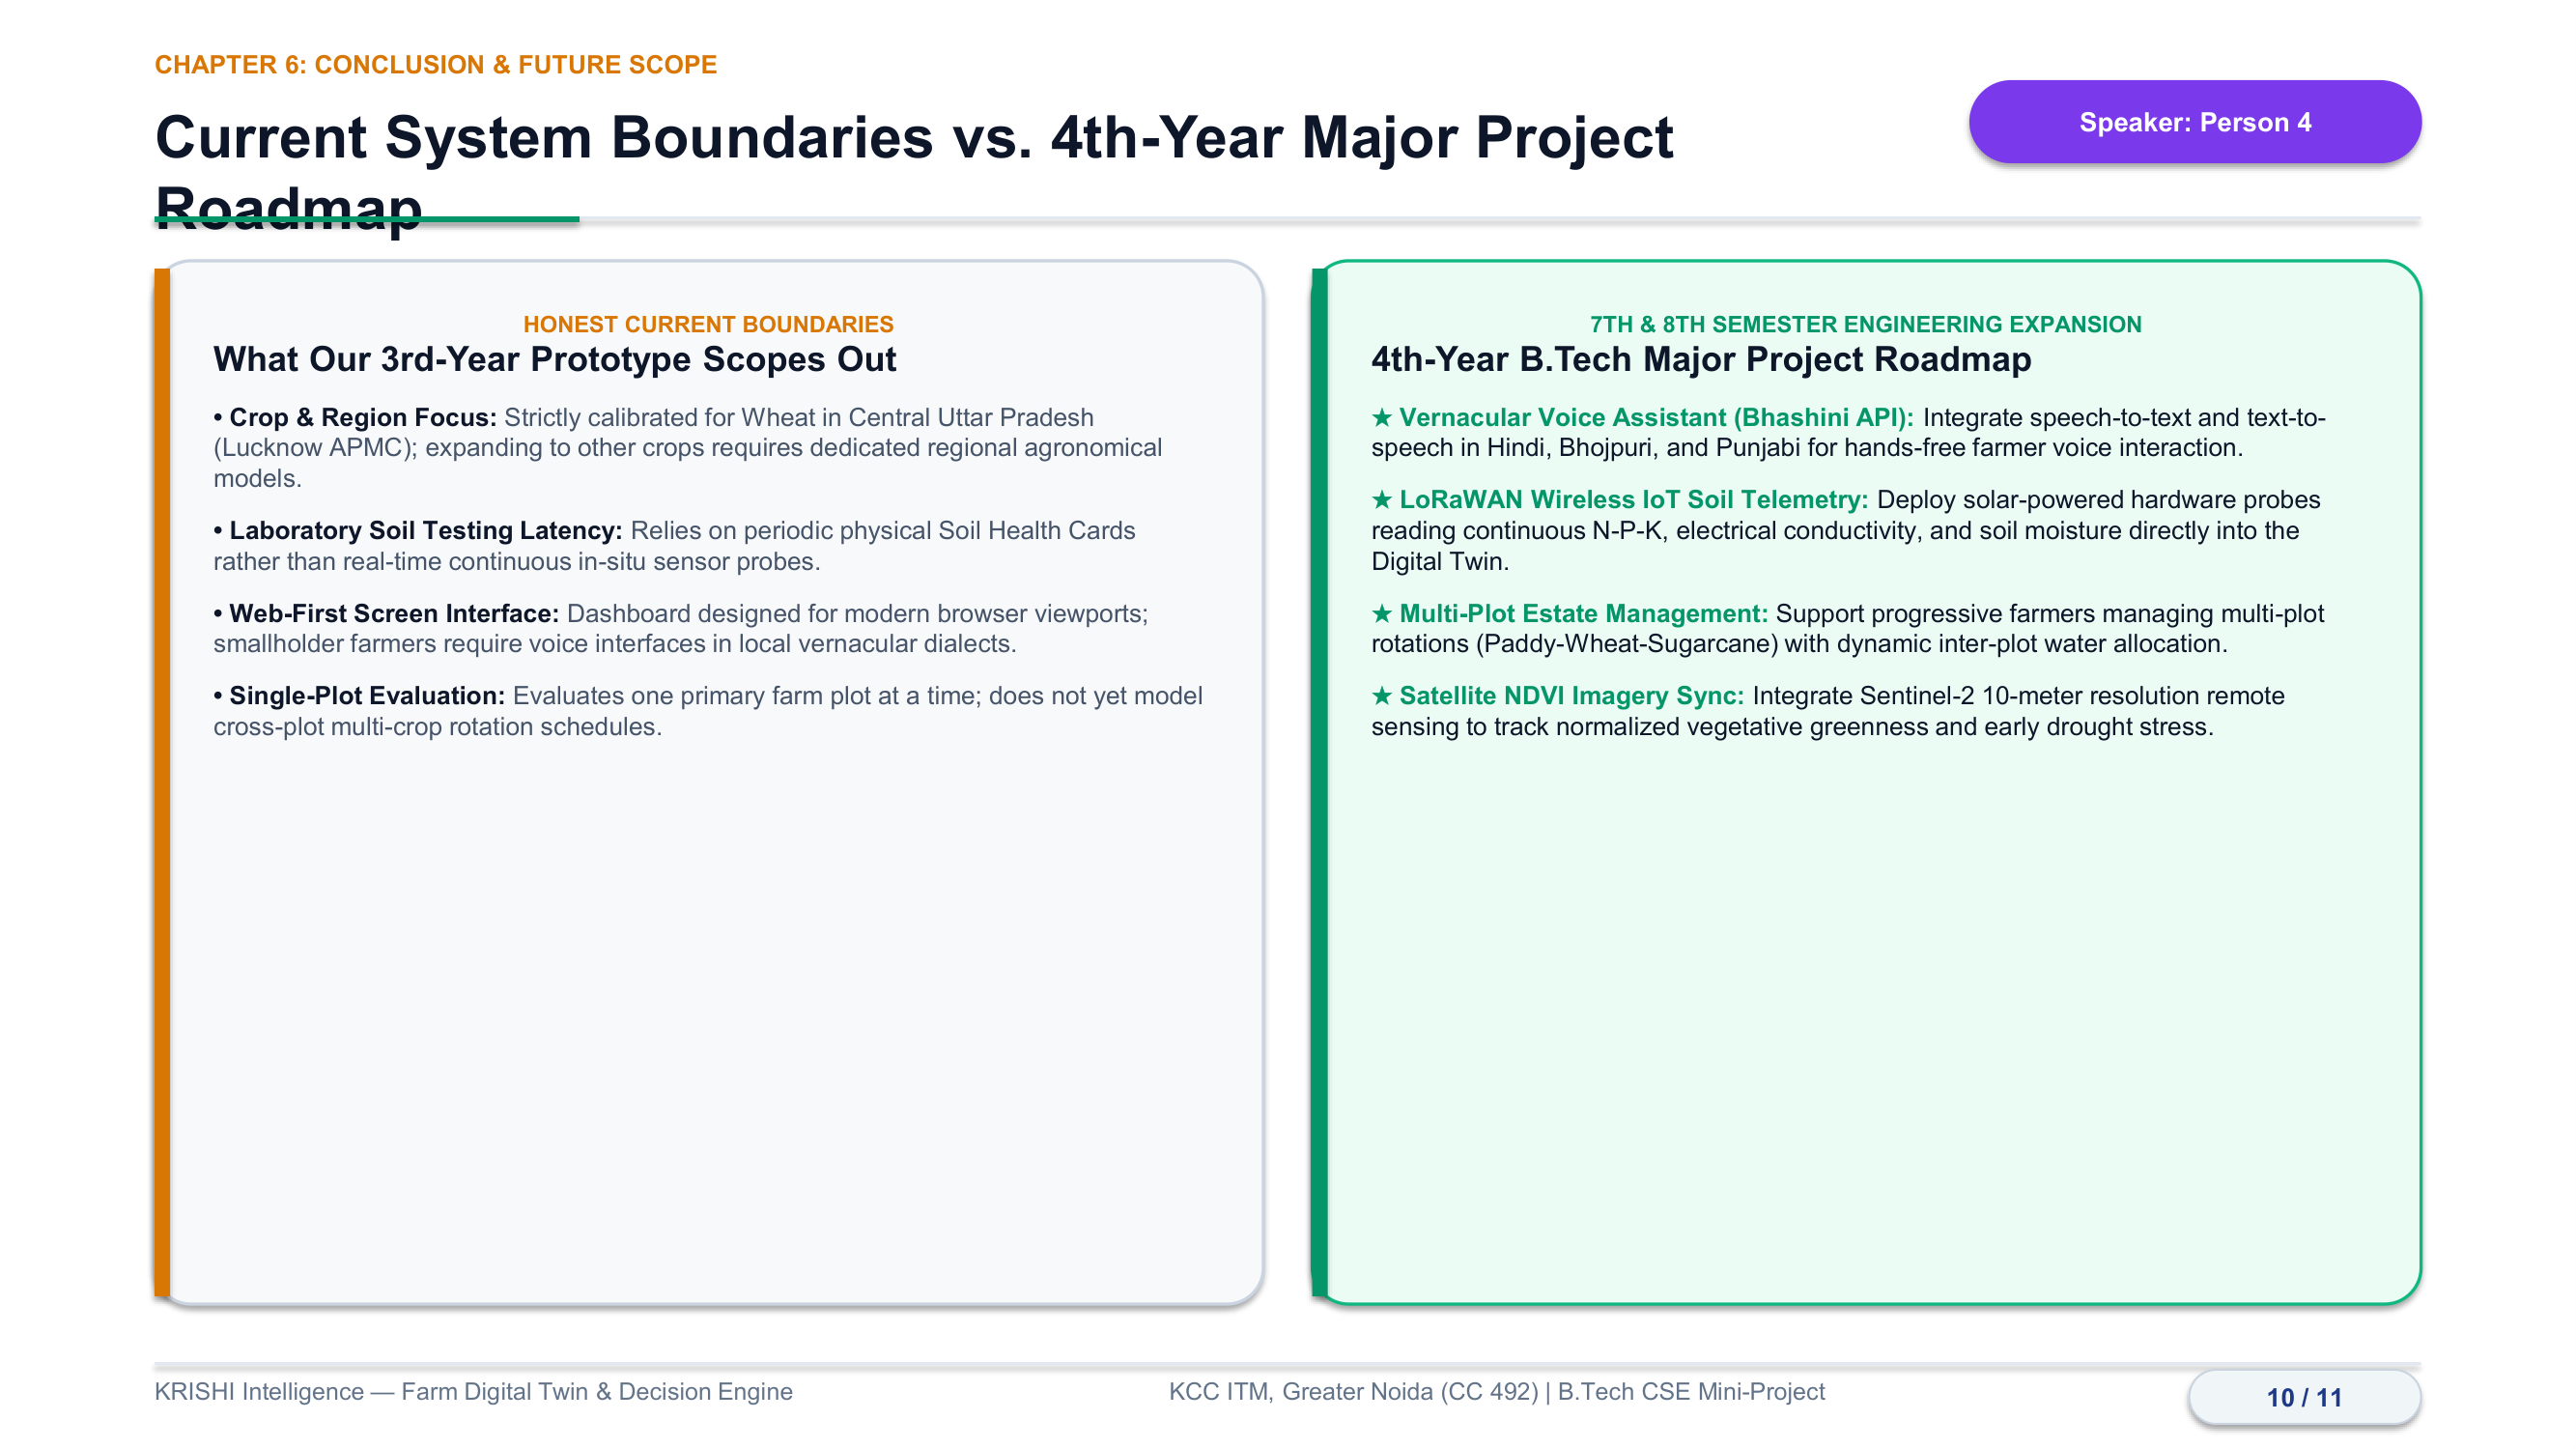 CHAPTER 6: CONCLUSION & FUTURE SCOPE
Current System Boundaries vs. 4th-Year Major Project
Roadmap
Speaker: Person 4
HONEST CURRENT BOUNDARIES
What Our 3rd-Year Prototype Scopes Out
• Crop & Region Focus: Strictly calibrated for Wheat in Central Uttar Pradesh
(Lucknow APMC); expanding to other crops requires dedicated regional agronomical
models.
• Laboratory Soil Testing Latency: Relies on periodic physical Soil Health Cards
rather than real-time continuous in-situ sensor probes.
• Web-First Screen Interface: Dashboard designed for modern browser viewports;
smallholder farmers require voice interfaces in local vernacular dialects.
• Single-Plot Evaluation: Evaluates one primary farm plot at a time; does not yet model
cross-plot multi-crop rotation schedules.
7TH & 8TH SEMESTER ENGINEERING EXPANSION
4th-Year B.Tech Major Project Roadmap
★ Vernacular Voice Assistant (Bhashini API): Integrate speech-to-text and text-to-
speech in Hindi, Bhojpuri, and Punjabi for hands-free farmer voice interaction.
★ LoRaWAN Wireless IoT Soil Telemetry: Deploy solar-powered hardware probes
reading continuous N-P-K, electrical conductivity, and soil moisture directly into the
Digital Twin.
★ Multi-Plot Estate Management: Support progressive farmers managing multi-plot
rotations (Paddy-Wheat-Sugarcane) with dynamic inter-plot water allocation.
★ Satellite NDVI Imagery Sync: Integrate Sentinel-2 10-meter resolution remote
sensing to track normalized vegetative greenness and early drought stress.
KRISHI Intelligence — Farm Digital Twin & Decision Engine
KCC ITM, Greater Noida (CC 492) | B.Tech CSE Mini-Project
10 / 11